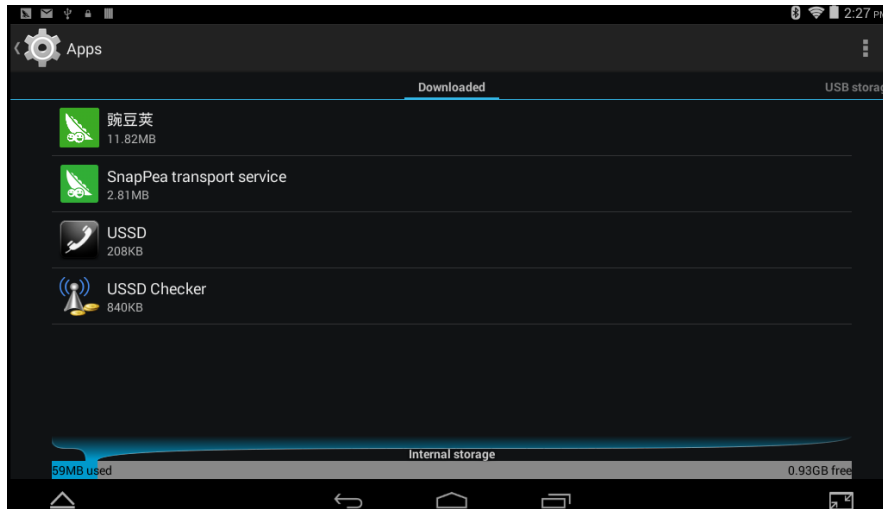 2:27 PM
Apps
Downloaded
USB storag
豌豆荚
11.82MB
SnapPea transport service
2.81MB
USSD
208KB
USSD Checker
840KB
Internal storage
59MB used
0.93GB free